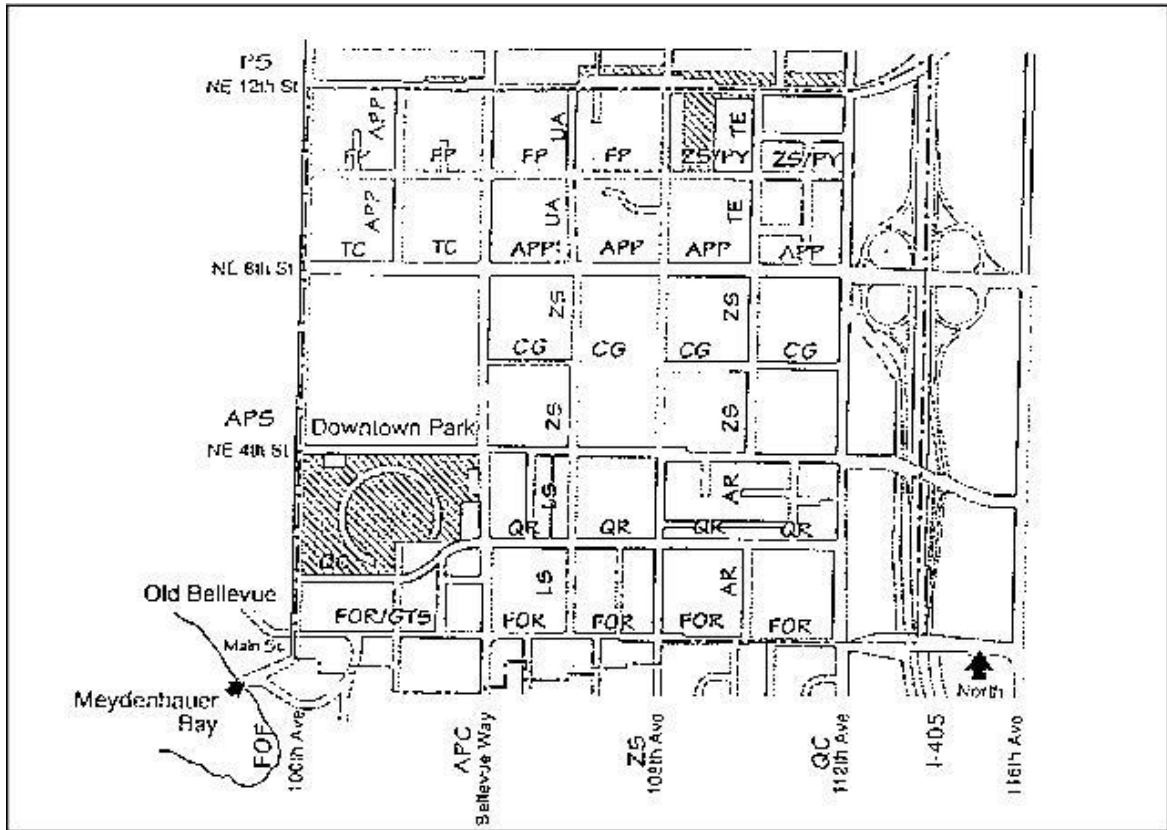 PS
NE 12th St
APP
UA
TE
FP
FP
FP
FP
ZS/PY
ZS/PY
APP
UA
TE
TC
TC
APP
APP
APP
APP
NE 8th St
ZS
ZS
CG
CG
CG
CG
ZS
ZS
APS
Downtown Park
NE 4th St
LS
AR
QR
QR
QR
QR
LS
AR
Old Bellevue
FOR/GTS
FOR
FOR
FOR
FOR
Main St
North
Meydenbauer
Bay
FOF
100th Ave
APC
Bellevue Way
ZS
108th Ave
QC
112th Ave
I-405
116th Ave